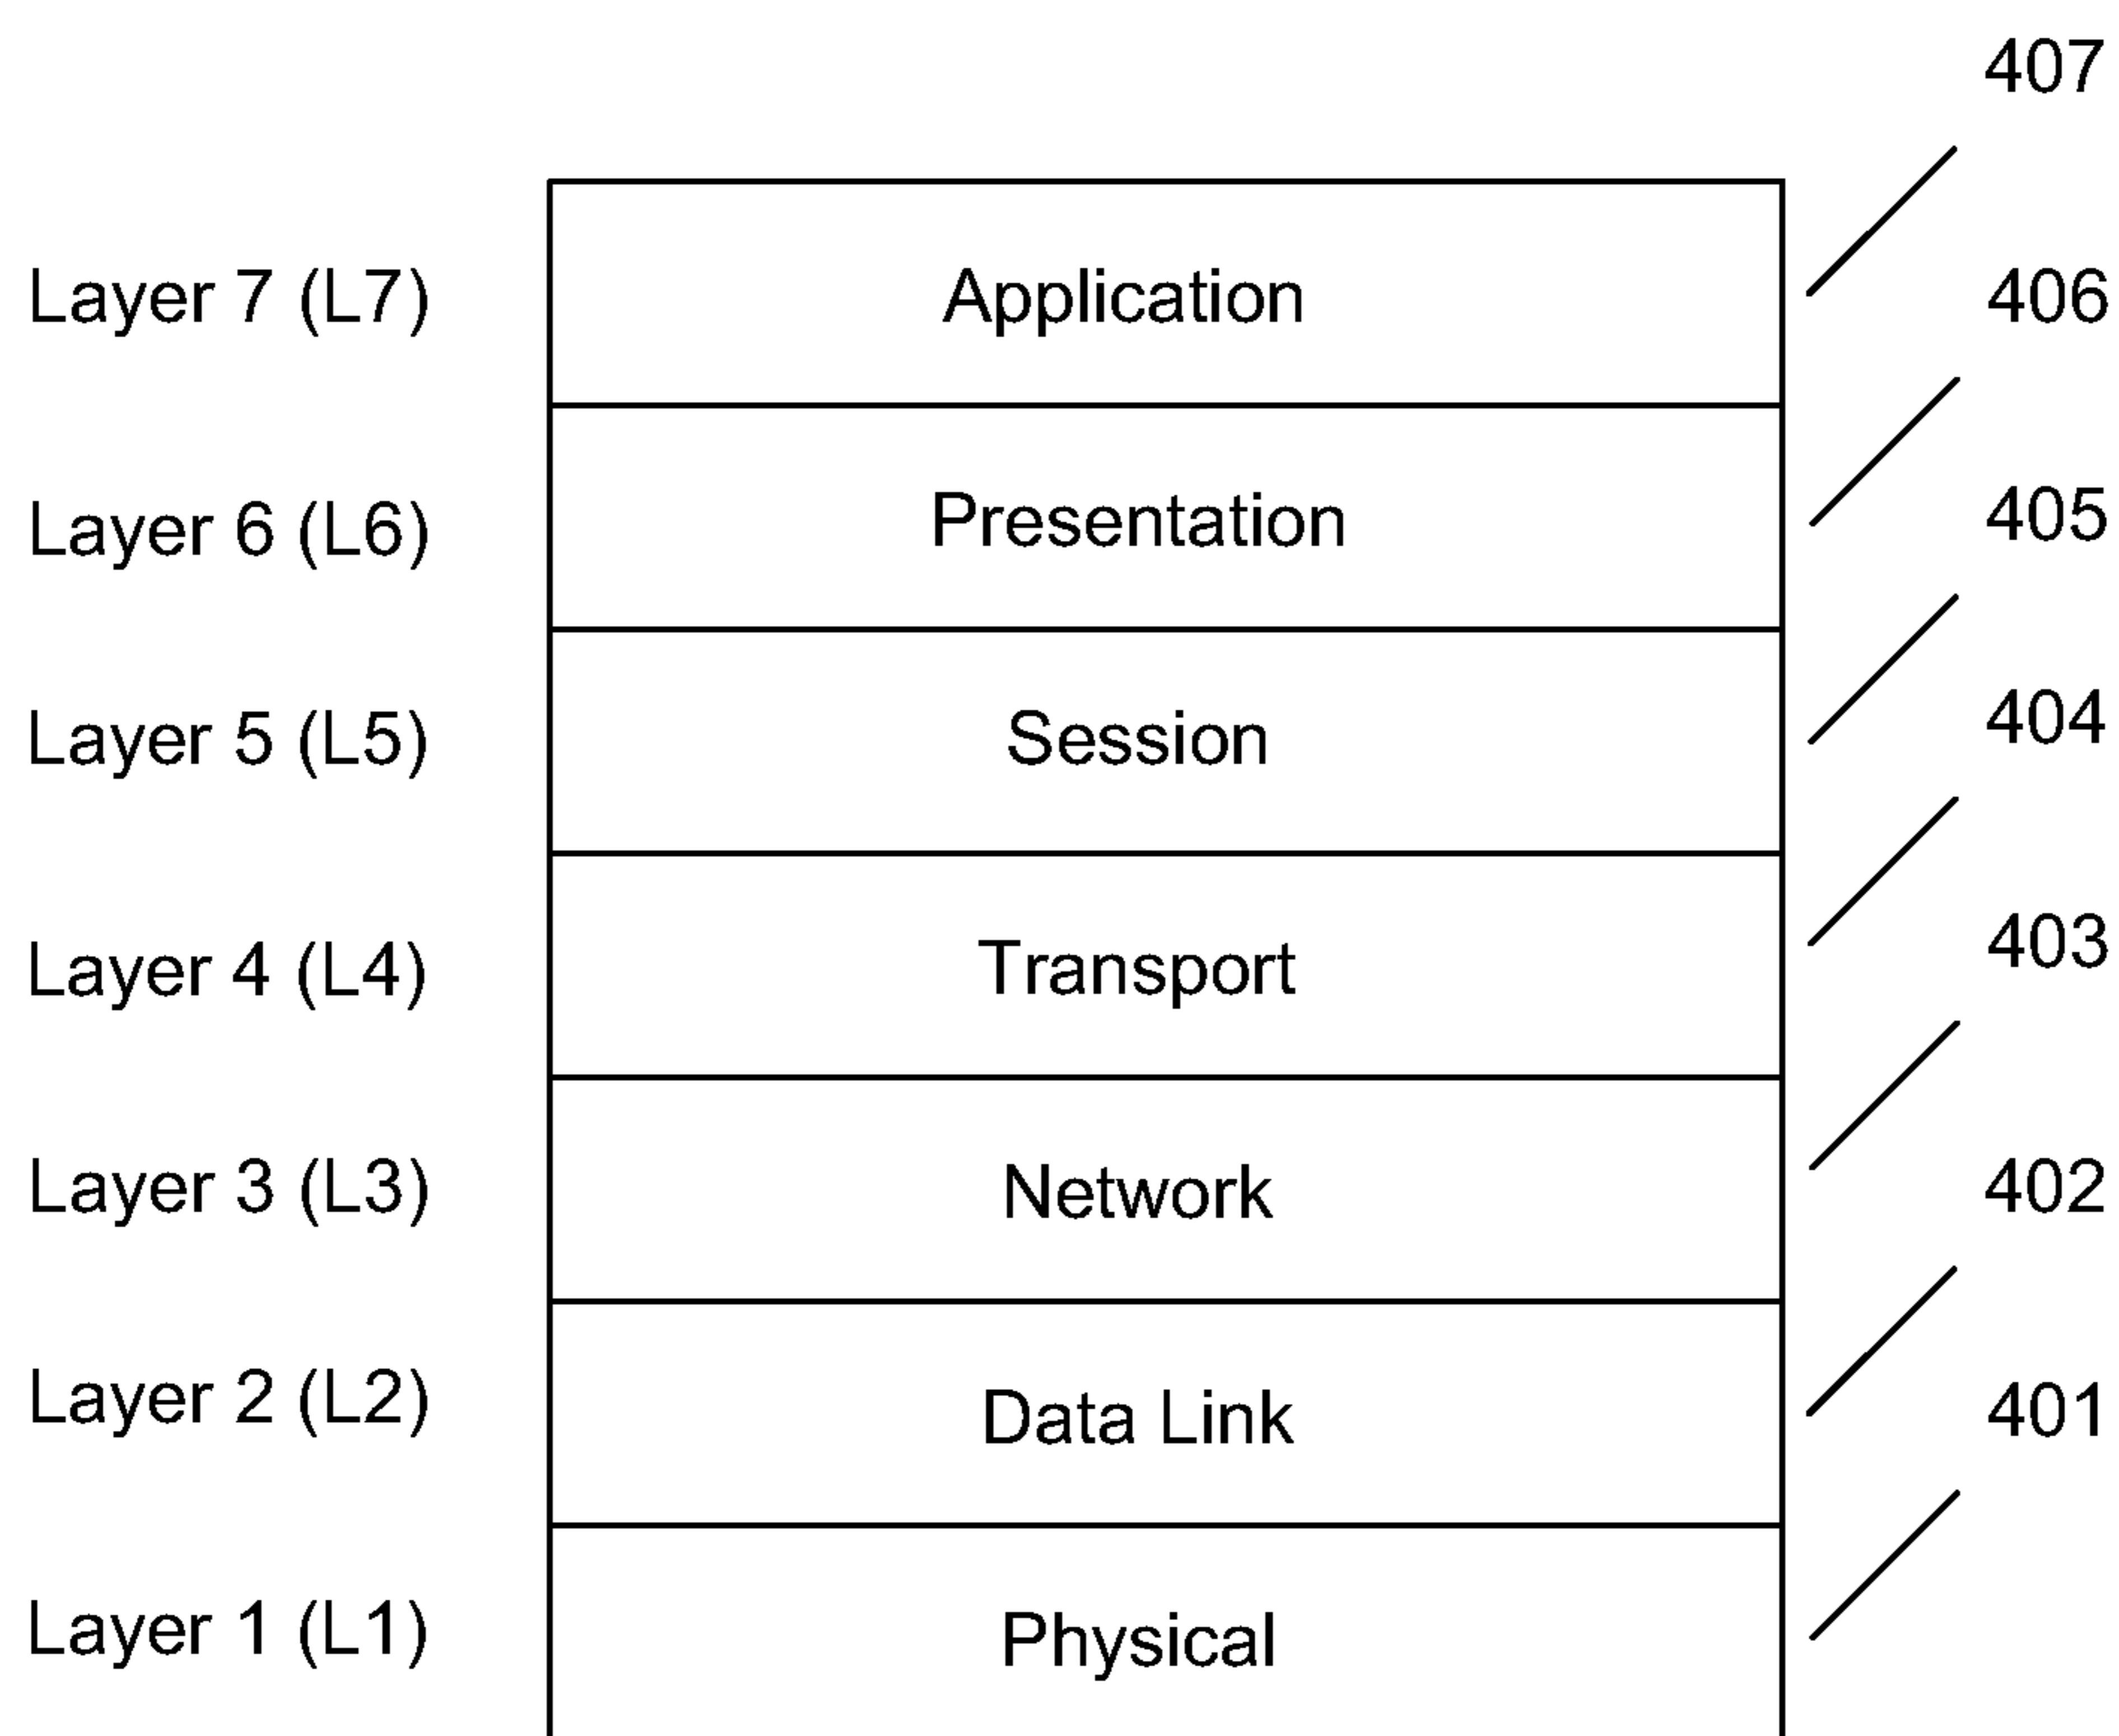 407
Layer 7 (L7) Application 406
Layer 6 (L6) Presentation 405
Layer 5 (L5) Session 404
Layer 4 (L4) Transport 403
Layer 3 (L3) Network 402
Layer 2 (L2) Data Link 401
Layer 1 (L1) Physical